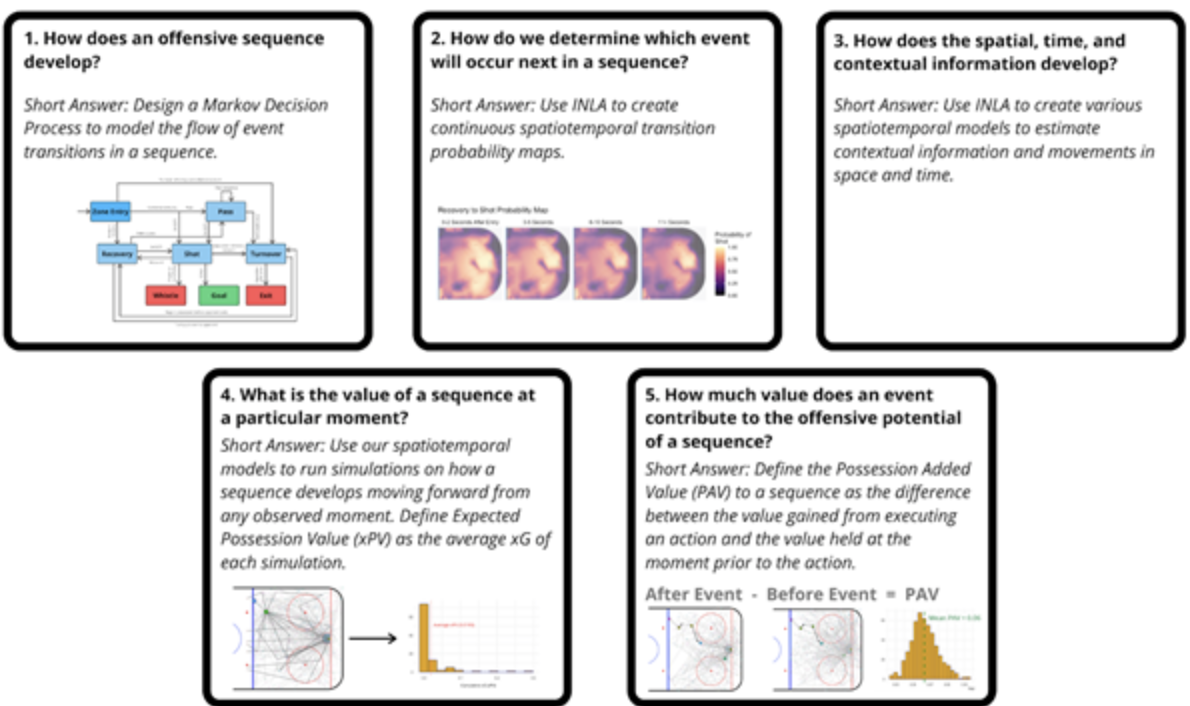 1. How does an offensive sequence
develop?
Short Answer: Design a Markov Decision
Process to model the flow of event
transitions in a sequence.
Zone Entry
Pass
Recovery
Shot
Turnover
Whistle
Goal
Exit
2. How do we determine which event
will occur next in a sequence?
Short Answer: Use INLA to create
continuous spatiotemporal transition
probability maps.
Recovery to Shot Probability Map
Probability of
Shot
3. How does the spatial, time, and
contextual information develop?
Short Answer: Use INLA to create various
spatiotemporal models to estimate
contextual information and movements in
space and time.
4. What is the value of a sequence at
a particular moment?
Short Answer: Use our spatiotemporal
models to run simulations on how a
sequence develops moving forward from
any observed moment. Define Expected
Possession Value (xPV) as the average xG of
each simulation.
5. How much value does an event
contribute to the offensive potential
of a sequence?
Short Answer: Define the Possession Added
Value (PAV) to a sequence as the difference
between the value gained from executing
an action and the value held at the
moment prior to the action.
After Event - Before Event = PAV